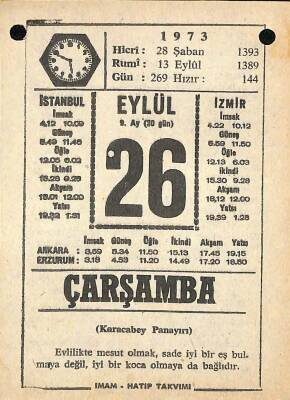 1973
Hicri: 28 Şaban 1393
Rumî: 13 Eylül 1389
Gün: 269 Hızır: 144
İSTANBUL
İmsak
4.12 10.09
Güneş
5.49 11.46
Öğle
12.05 6.02
İkindi
15.28 9.25
Akşam
18.01 12.00
Yatsı
19.32 1.31
EYLÜL
9. Ay (30 gün)
26
İZMİR
İmsak
4.22 10.12
Güneş
5.59 11.50
Öğle
12.13 6.03
İkindi
15.30 9.28
Akşam
18.12 12.00
Yatsı
19.39 1.28
İmsak Güneş Öğle İkindi Akşam Yatsı
ANKARA: 3.59 5.34 11.50 15.13 17.45 19.15
ERZURUM: 3.18 4.53 11.20 14.49 17.20 18.50
ÇARŞAMBA
(Karacabey Panayırı)
Evlilikte mesut olmak, sade iyi bir eş bul-
maya değil, iyi bir koca olmaya da bağlıdır.
İMAM - HATİP TAKVİMİ